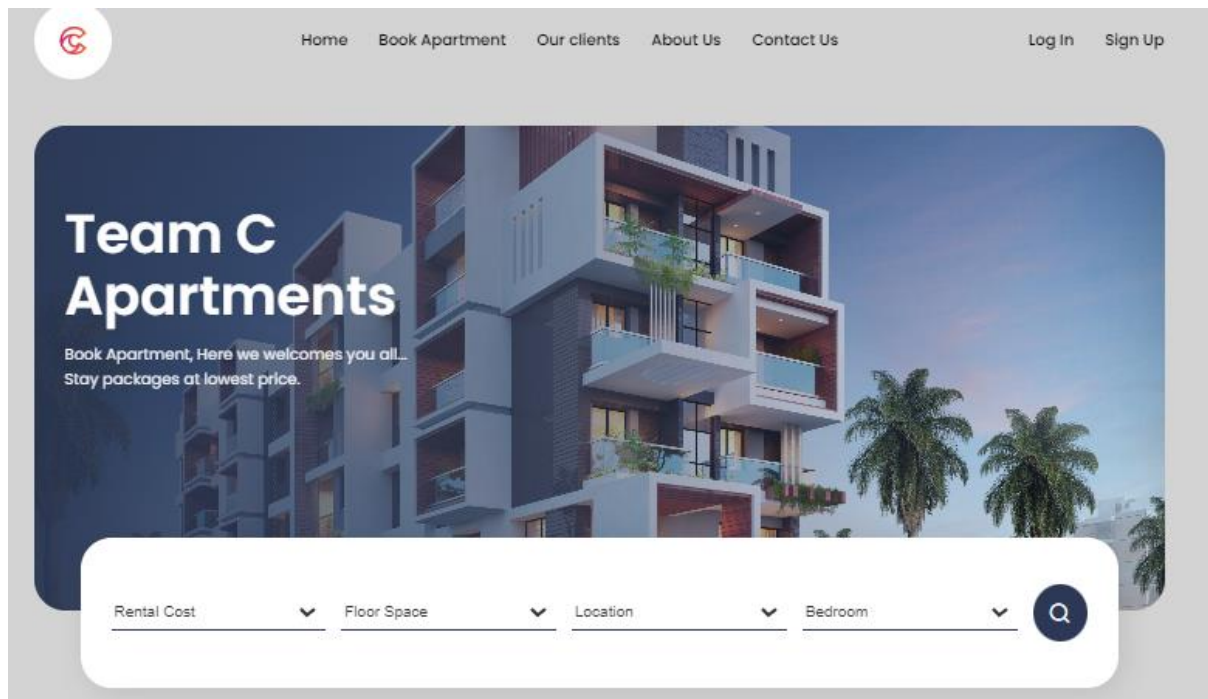 Home Book Apartment Our clients About Us Contact Us Log In Sign Up
Team C
Apartments
Book Apartment, Here we welcomes you all...
Stay packages at lowest price.
Rental Cost Floor Space Location Bedroom